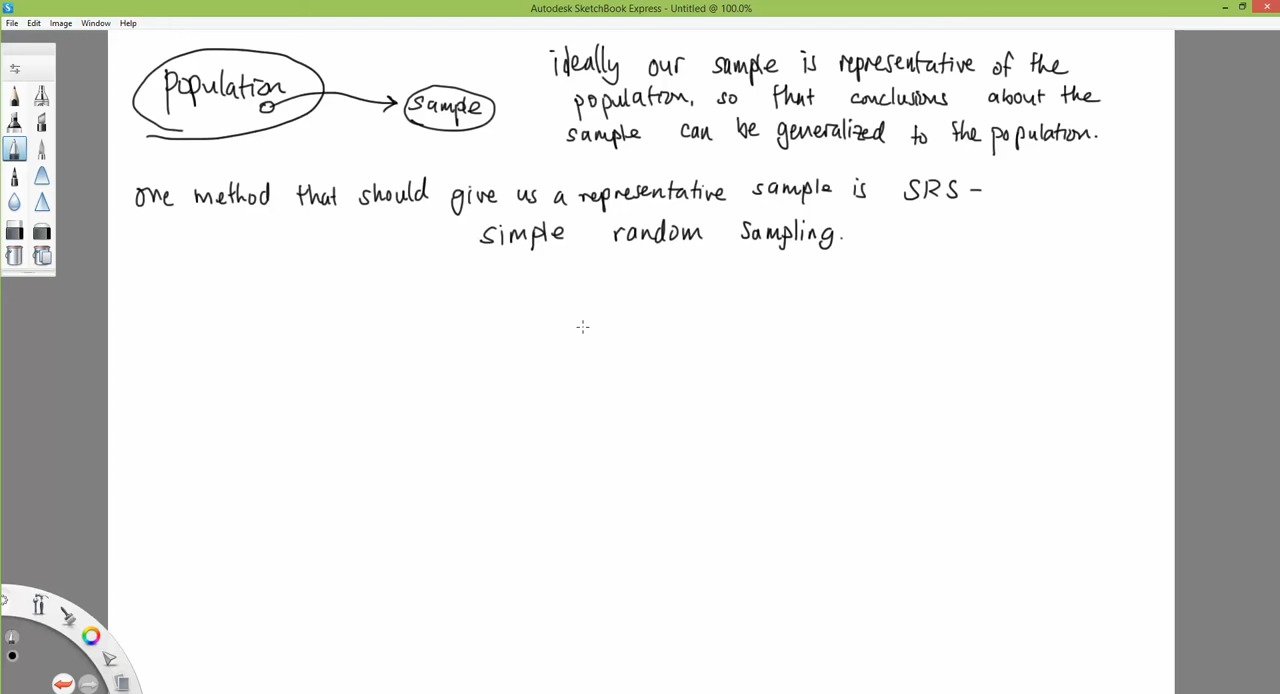 Autodesk SketchBook Express - Untitled @ 100.0%
File Edit Image Window Help
population
sample
ideally our sample is representative of the
population, so that conclusions about the
sample can be generalized to the population.
one method that should give us a representative sample is SRS -
simple random sampling.